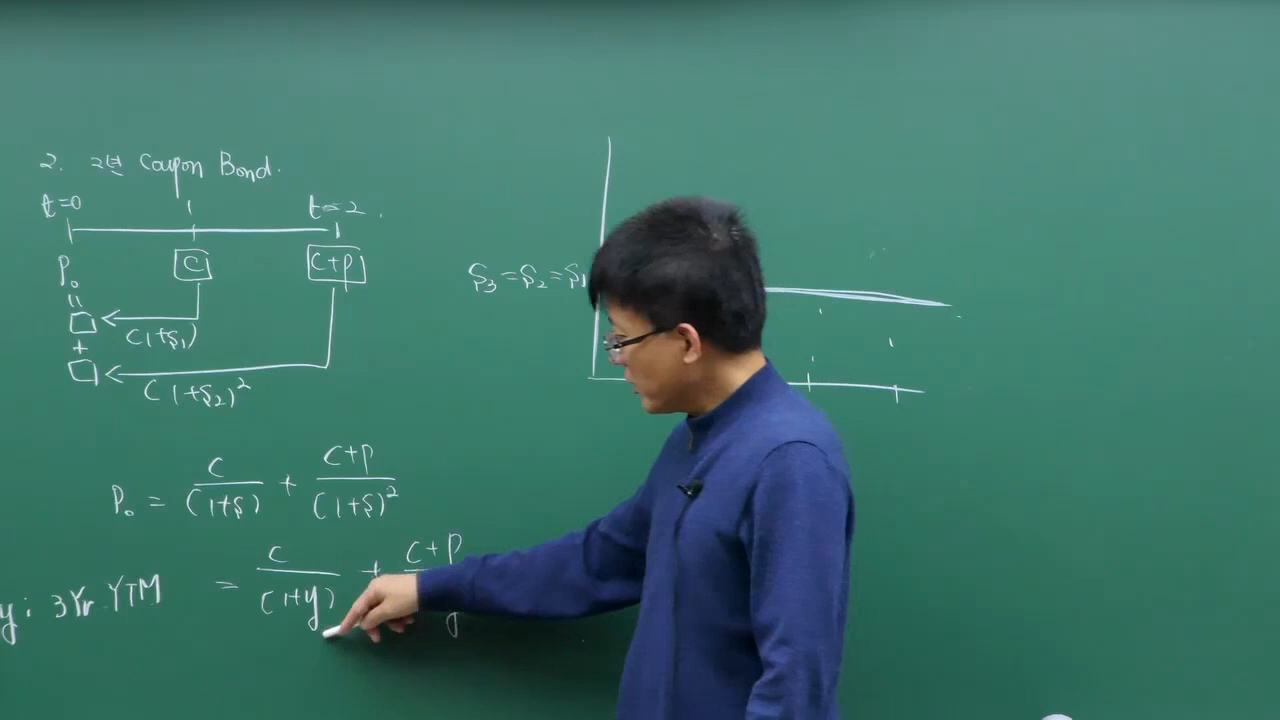 2. 2년 Coupon Bond.
t=0 1 t=2.
P₀ C C+P
=
(1+S₁)
+
(1+S₂)²
P₀ = C/(1+S) + (C+P)/(1+S)²
y: 3Yr YTM = C/(1+y) + C+P
S₃=S₂=S₁